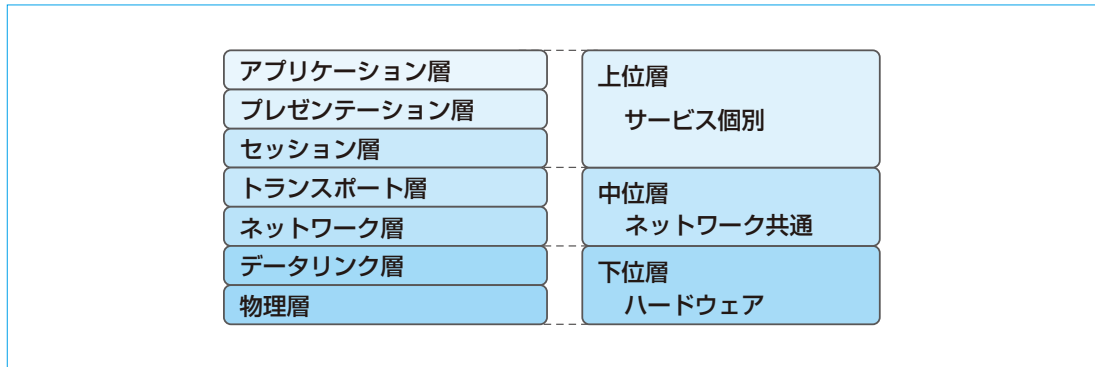 アプリケーション層
プレゼンテーション層
セッション層
トランスポート層
ネットワーク層
データリンク層
物理層
上位層
サービス個別
中位層
ネットワーク共通
下位層
ハードウェア